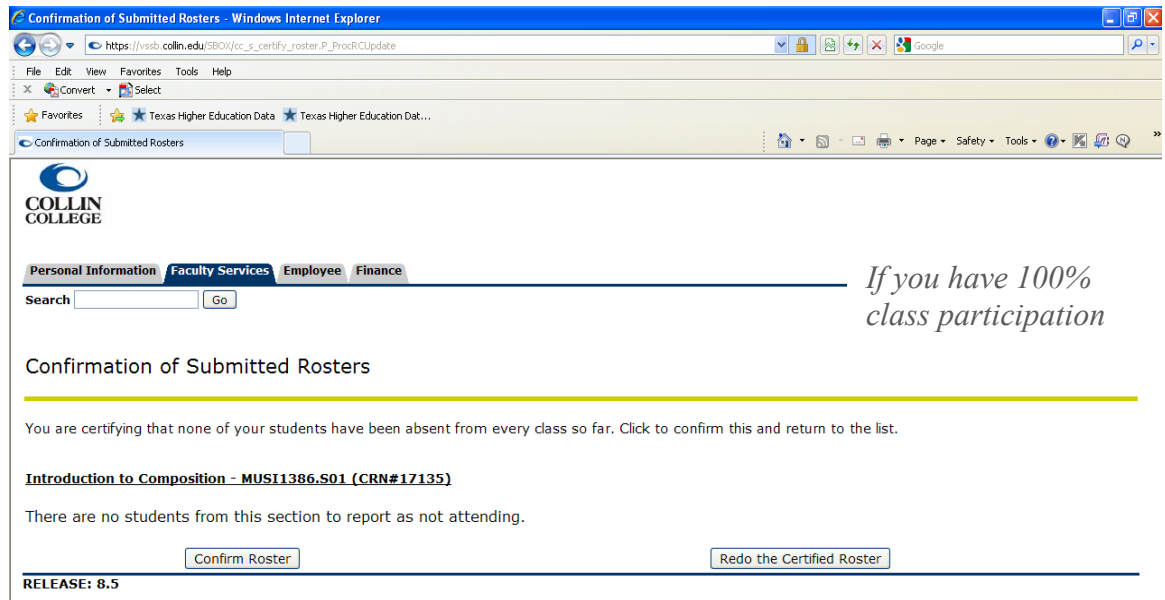 Confirmation of Submitted Rosters - Windows Internet Explorer
https://vssb.collin.edu/SBOX/cc_s_certify_roster.P_ProcRCUpdate
Google
File Edit View Favorites Tools Help
X Convert Select
Favorites Texas Higher Education Data Texas Higher Education Dat...
Confirmation of Submitted Rosters
Page Safety Tools »
COLLIN
COLLEGE
Personal Information Faculty Services Employee Finance
Search Go
If you have 100%
class participation
Confirmation of Submitted Rosters
You are certifying that none of your students have been absent from every class so far. Click to confirm this and return to the list.
Introduction to Composition - MUSI1386.S01 (CRN#17135)
There are no students from this section to report as not attending.
Confirm Roster Redo the Certified Roster
RELEASE: 8.5